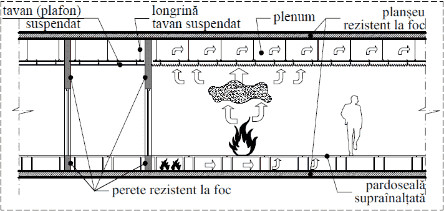 tavan (plafon)
suspendat
longrină
tavan suspendat
plenum
planșeu
rezistent la foc
perete rezistent la foc
pardoseală
supraînălțată